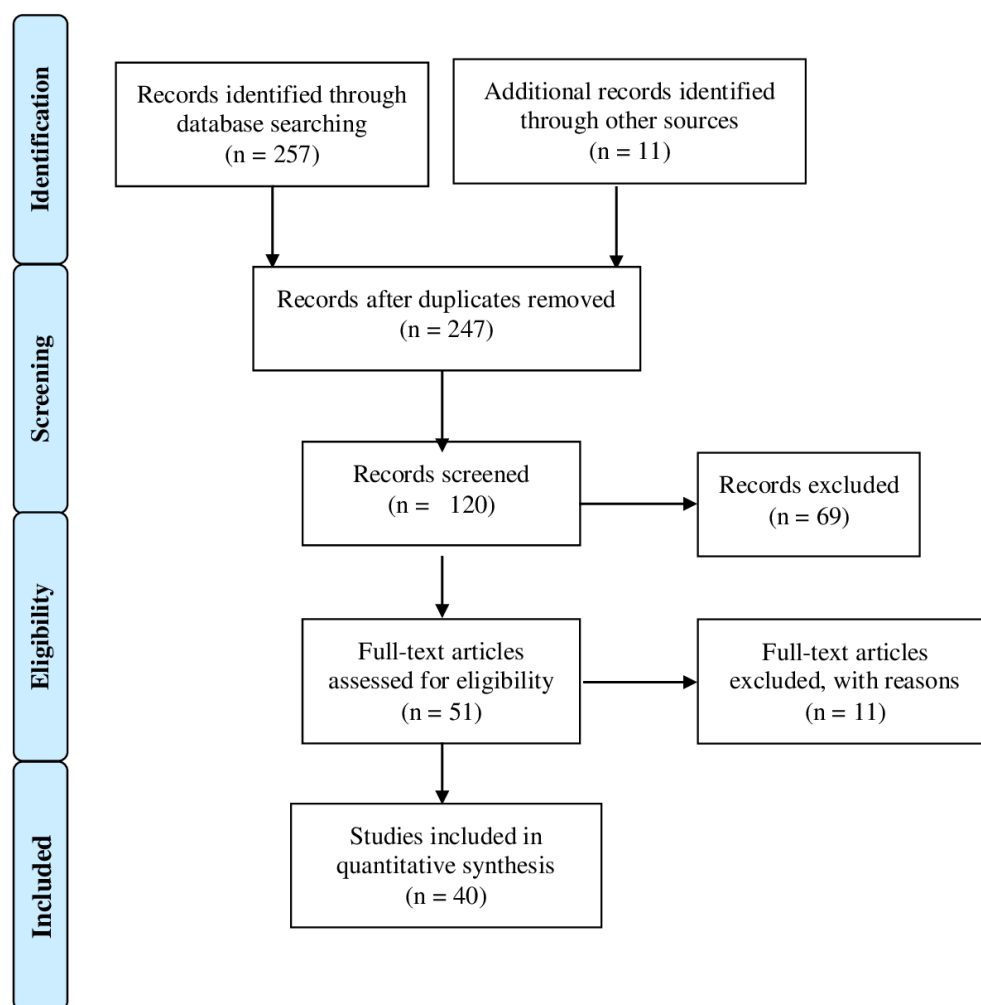 Identification
Records identified through
database searching
(n = 257)
Additional records identified
through other sources
(n = 11)
Screening
Records after duplicates removed
(n = 247)
Records screened
(n = 120)
Records excluded
(n = 69)
Eligibility
Full-text articles
assessed for eligibility
(n = 51)
Full-text articles
excluded, with reasons
(n = 11)
Included
Studies included in
quantitative synthesis
(n = 40)